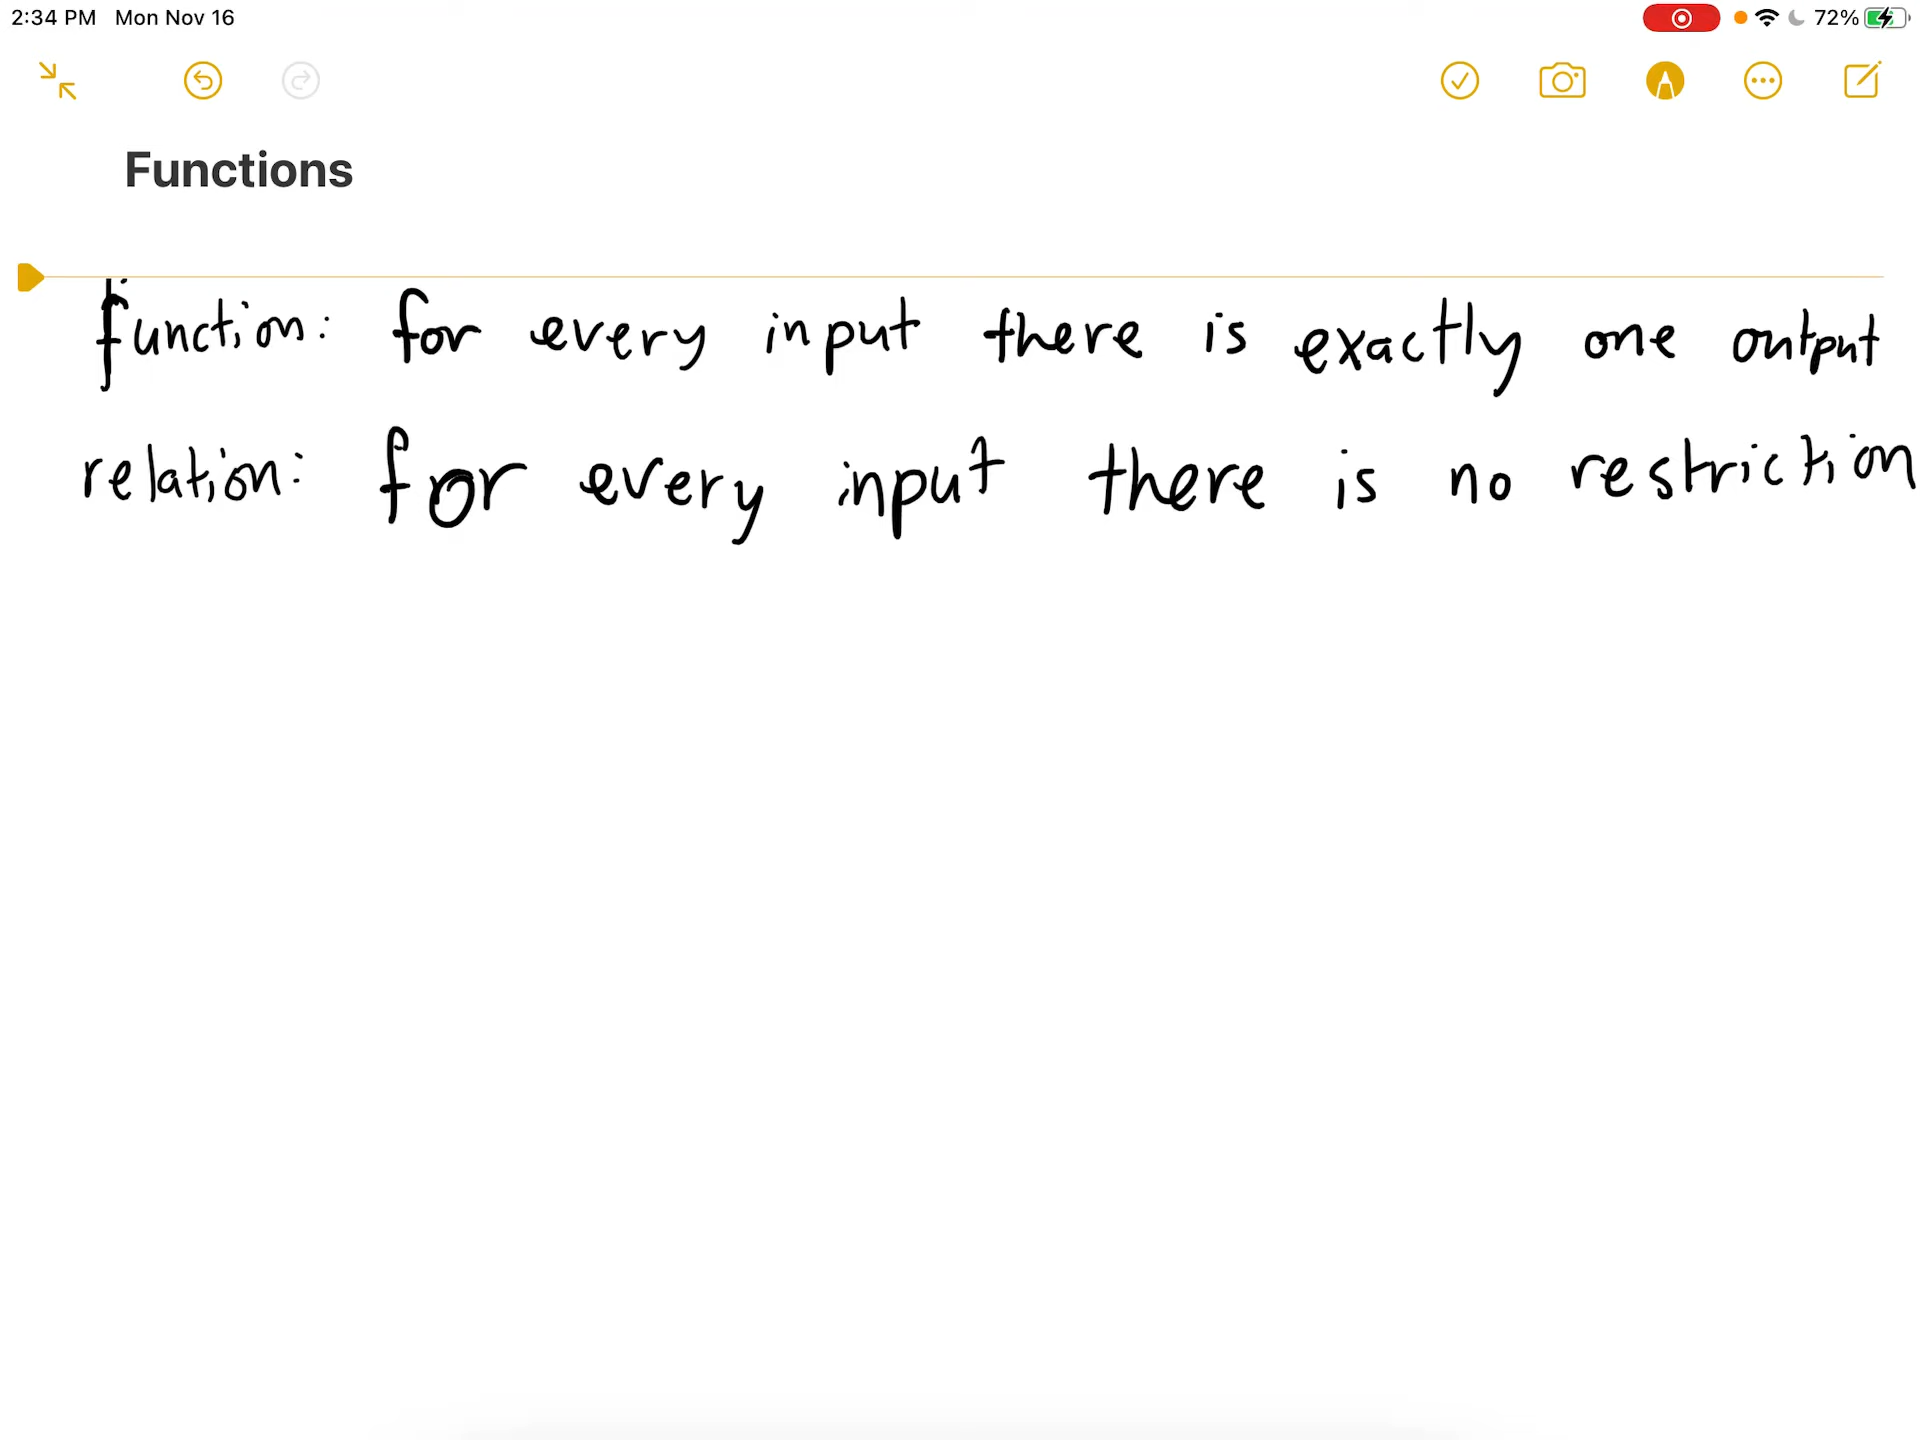 2:34 PM Mon Nov 16 72%
Functions
function: for every input there is exactly one output
relation: for every input there is no restriction